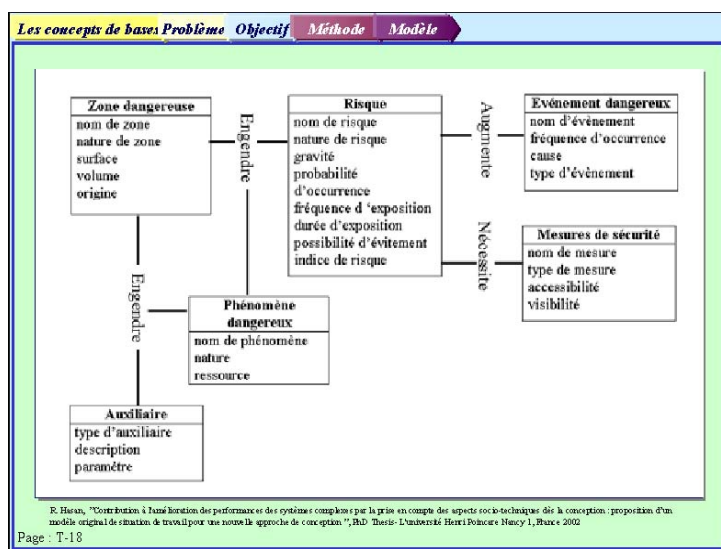 Les concepts de bases Problème Objectif Méthode Modèle
Zone dangereuse
nom de zone
nature de zone
surface
volume
origine
Engendre
Risque
nom de risque
nature de risque
gravité
probabilité
d'occurrence
fréquence d 'exposition
durée d'exposition
possibilité d'évitement
indice de risque
Augmente
Evénement dangereux
nom d'évènement
fréquence d'occurrence
cause
type d'évènement
Nécessite
Mesures de sécurité
nom de mesure
type de mesure
accessibilité
visibilité
Engendre
Phénomène
dangereux
nom de phénomène
nature
ressource
Auxiliaire
type d'auxiliaire
description
paramètre
R. Hasan, "Contribution à l'amélioration des performances des systèmes complexes par la prise en compte des aspects socio-techniques dès la conception : proposition d'un
modèle original de situation de travail pour une nouvelle approche de conception ", PhD Thesis- L'université Henri Poincare Nancy 1, France 2002
Page : T-18